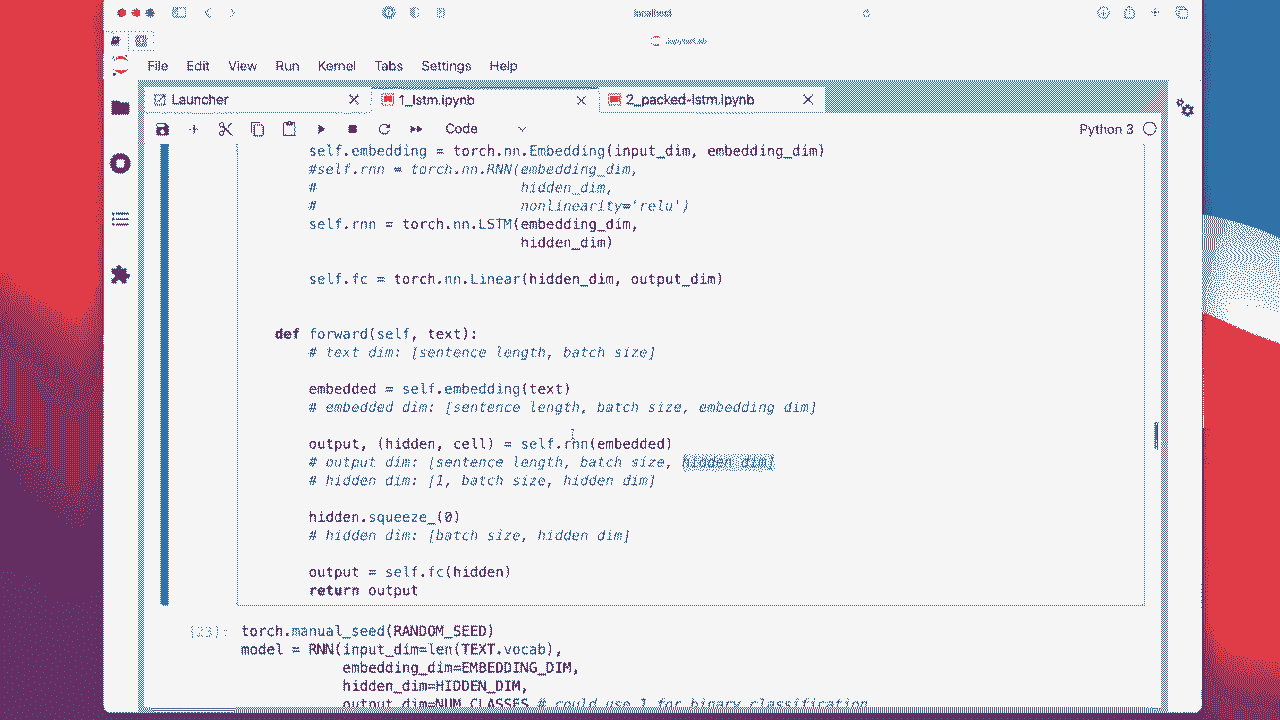 localhost
JupyterLab
File Edit View Run Kernel Tabs Settings Help
Launcher 1_lstm.ipynb 2_packed-lstm.ipynb
Code Python 3
self.embedding = torch.nn.Embedding(input_dim, embedding_dim)
#self.rnn = torch.nn.RNN(embedding_dim,
# hidden_dim,
# nonlinearity='relu')
self.rnn = torch.nn.LSTM(embedding_dim,
hidden_dim)
self.fc = torch.nn.Linear(hidden_dim, output_dim)
def forward(self, text):
# text dim: [sentence length, batch size]
embedded = self.embedding(text)
# embedded dim: [sentence length, batch size, embedding dim]
output, (hidden, cell) = self.rnn(embedded)
# output dim: [sentence length, batch size, hidden dim]
# hidden dim: [1, batch size, hidden dim]
hidden.squeeze_(0)
# hidden dim: [batch size, hidden dim]
output = self.fc(hidden)
return output
[23]: torch.manual_seed(RANDOM_SEED)
model = RNN(input_dim=len(TEXT.vocab),
embedding_dim=EMBEDDING_DIM,
hidden_dim=HIDDEN_DIM,
output_dim=NUM_CLASSES # could use 1 for binary classification